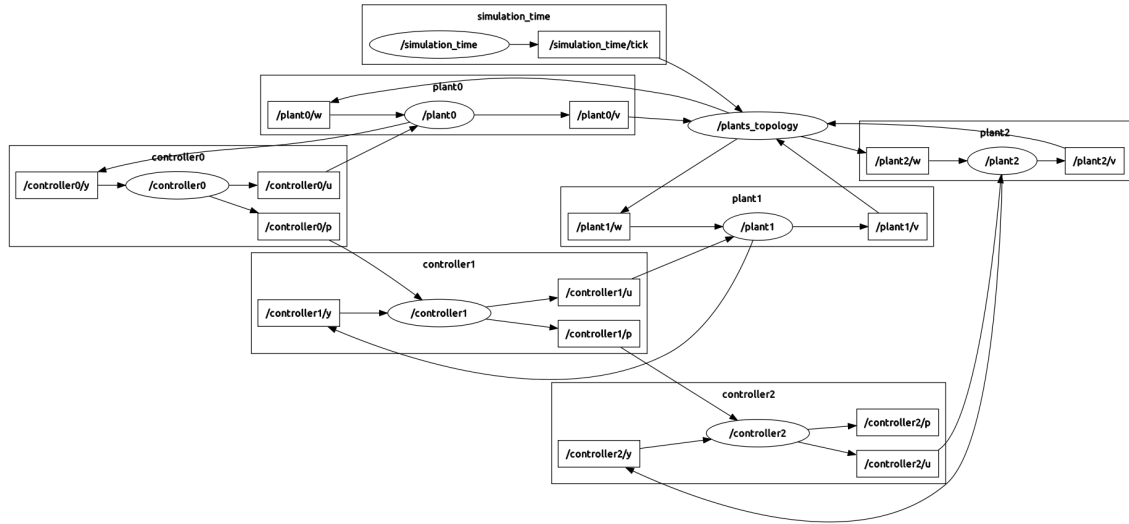 simulation_time
/simulation_time
/simulation_time/tick
plant0
/plant0/w
/plant0
/plant0/v
/plants_topology
plant2
/plant2/w
/plant2
/plant2/v
controller0
/controller0/y
/controller0
/controller0/u
/controller0/p
plant1
/plant1/w
/plant1
/plant1/v
controller1
/controller1/y
/controller1
/controller1/u
/controller1/p
controller2
/controller2/y
/controller2
/controller2/p
/controller2/u